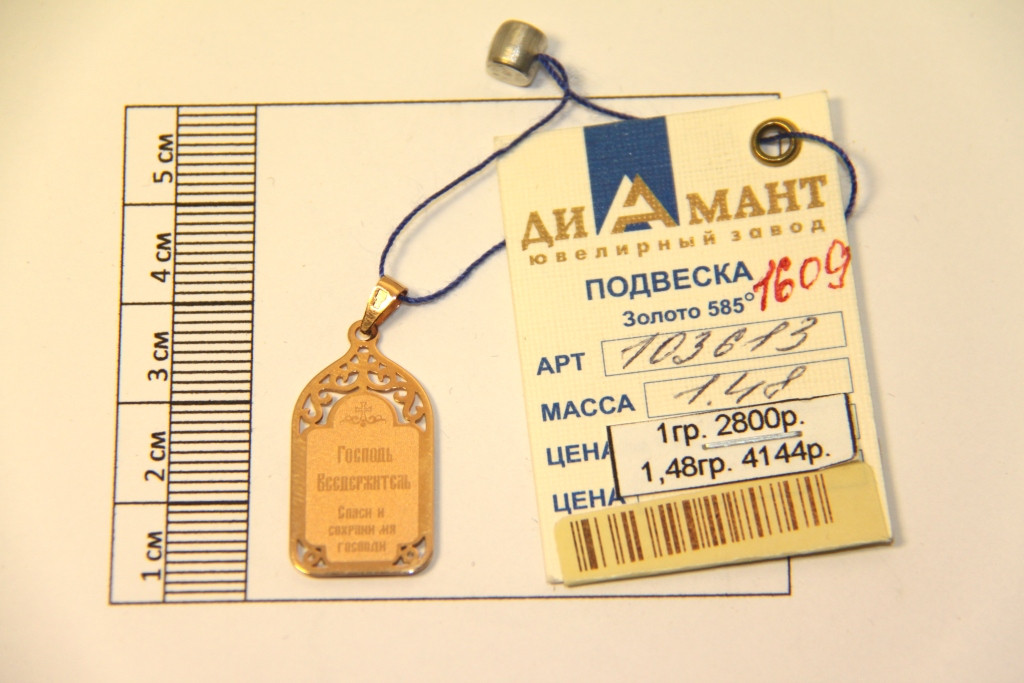 5 см
4 см
3 см
2 см
1 см
Господь
Вседержитель
Спаси и
сохрани мя
господи
ДИАМАНТ
ювелирный завод
ПОДВЕСКА
1609
Золото 585°
АРТ 103613
МАССА 1.48
ЦЕНА
1гр. 2800р.
1,48гр. 4144р.
ЦЕНА